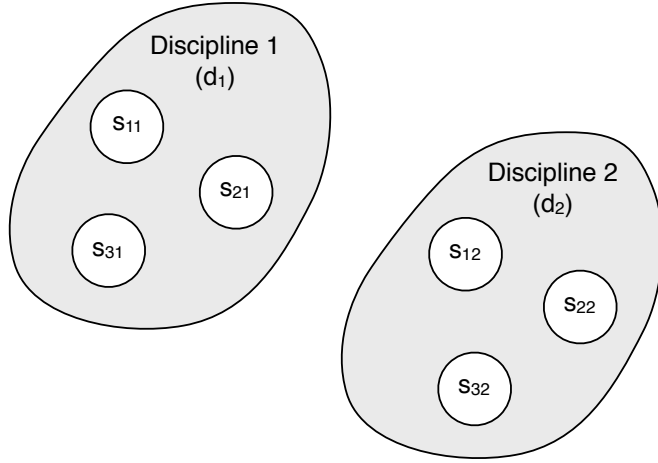 Discipline 1
(d₁)
s₁₁
s₂₁
s₃₁
Discipline 2
(d₂)
s₁₂
s₂₂
s₃₂